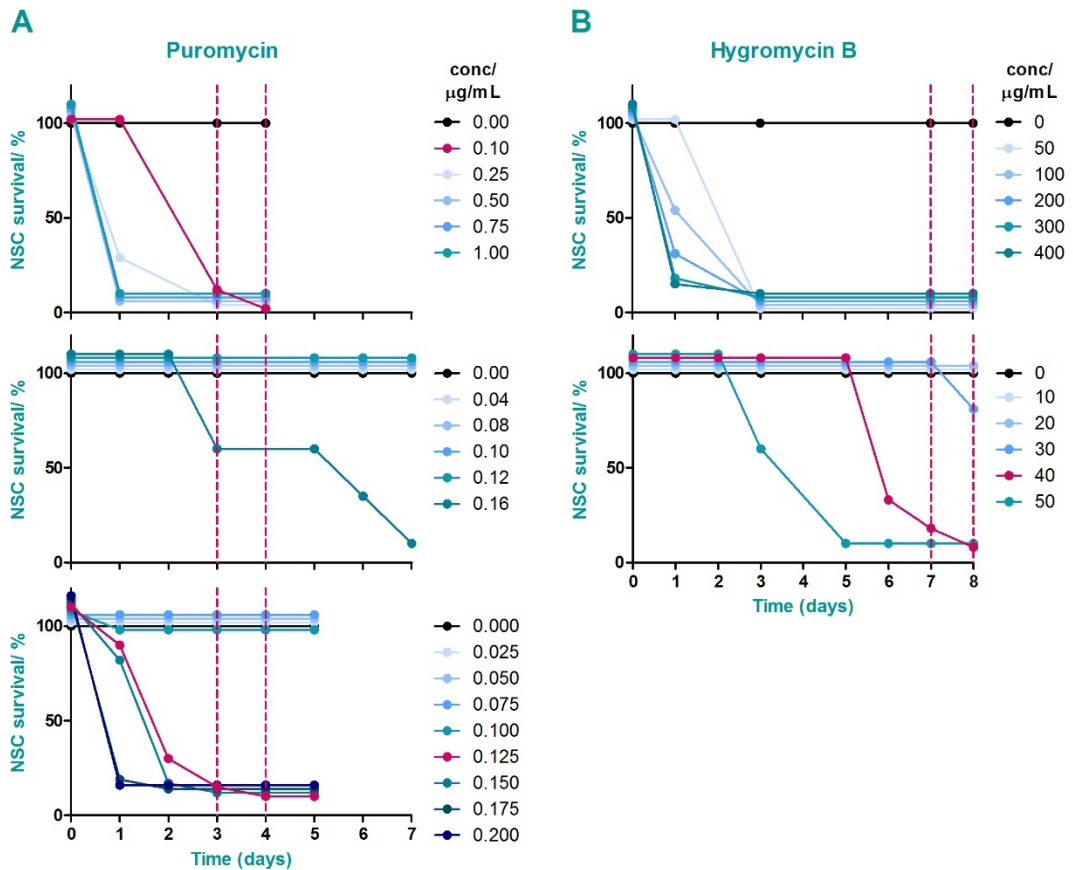 A
Puromycin
NSC survival/ %
100
50
0
conc/
µg/mL
0.00
0.10
0.25
0.50
0.75
1.00
NSC survival/ %
100
50
0
0.00
0.04
0.08
0.10
0.12
0.16
NSC survival/ %
100
50
0
0 1 2 3 4 5 6 7
Time (days)
0.000
0.025
0.050
0.075
0.100
0.125
0.150
0.175
0.200
B
Hygromycin B
NSC survival/ %
100
50
0
conc/
µg/mL
0
50
100
200
300
400
NSC survival/ %
100
50
0
0 1 2 3 5 6 7 8
Time (days)
0
10
20
30
40
50